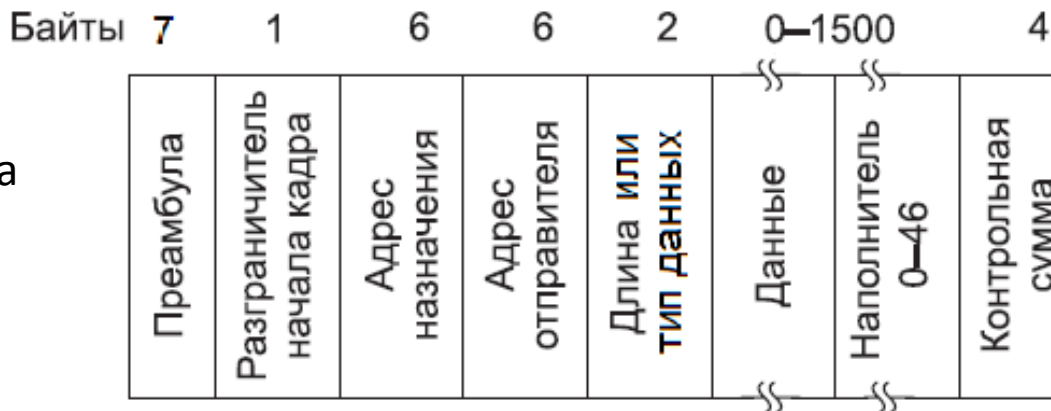 Байты 7 1 6 6 2 0–1500 4
а
Преамбула
Разграничитель
начала кадра
Адрес
назначения
Адрес
отправителя
Длина или
тип данных
Данные
Наполнитель
0–46
Контрольная
сумма